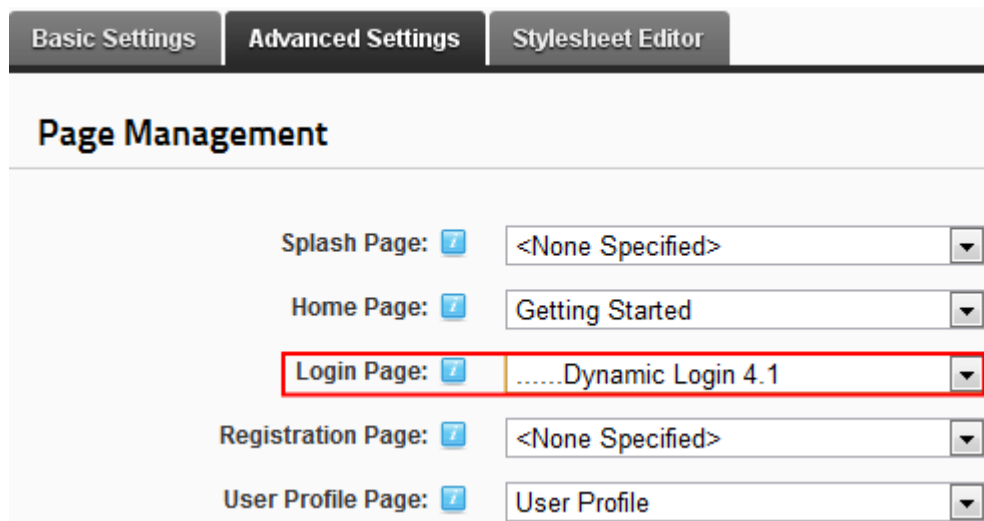 Basic Settings Advanced Settings Stylesheet Editor
Page Management
Splash Page: <None Specified>
Home Page: Getting Started
Login Page: ......Dynamic Login 4.1
Registration Page: <None Specified>
User Profile Page: User Profile